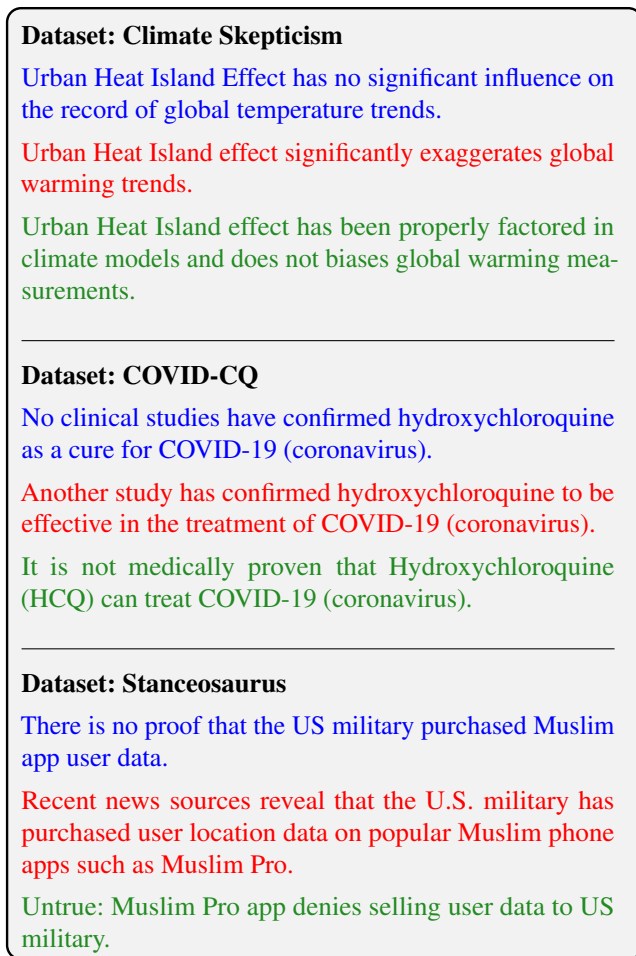 Dataset: Climate Skepticism
Urban Heat Island Effect has no significant influence on
the record of global temperature trends.
Urban Heat Island effect significantly exaggerates global
warming trends.
Urban Heat Island effect has been properly factored in
climate models and does not biases global warming mea-
surements.
Dataset: COVID-CQ
No clinical studies have confirmed hydroxychloroquine
as a cure for COVID-19 (coronavirus).
Another study has confirmed hydroxychloroquine to be
effective in the treatment of COVID-19 (coronavirus).
It is not medically proven that Hydroxychloroquine
(HCQ) can treat COVID-19 (coronavirus).
Dataset: Stanceosaurus
There is no proof that the US military purchased Muslim
app user data.
Recent news sources reveal that the U.S. military has
purchased user location data on popular Muslim phone
apps such as Muslim Pro.
Untrue: Muslim Pro app denies selling user data to US
military.